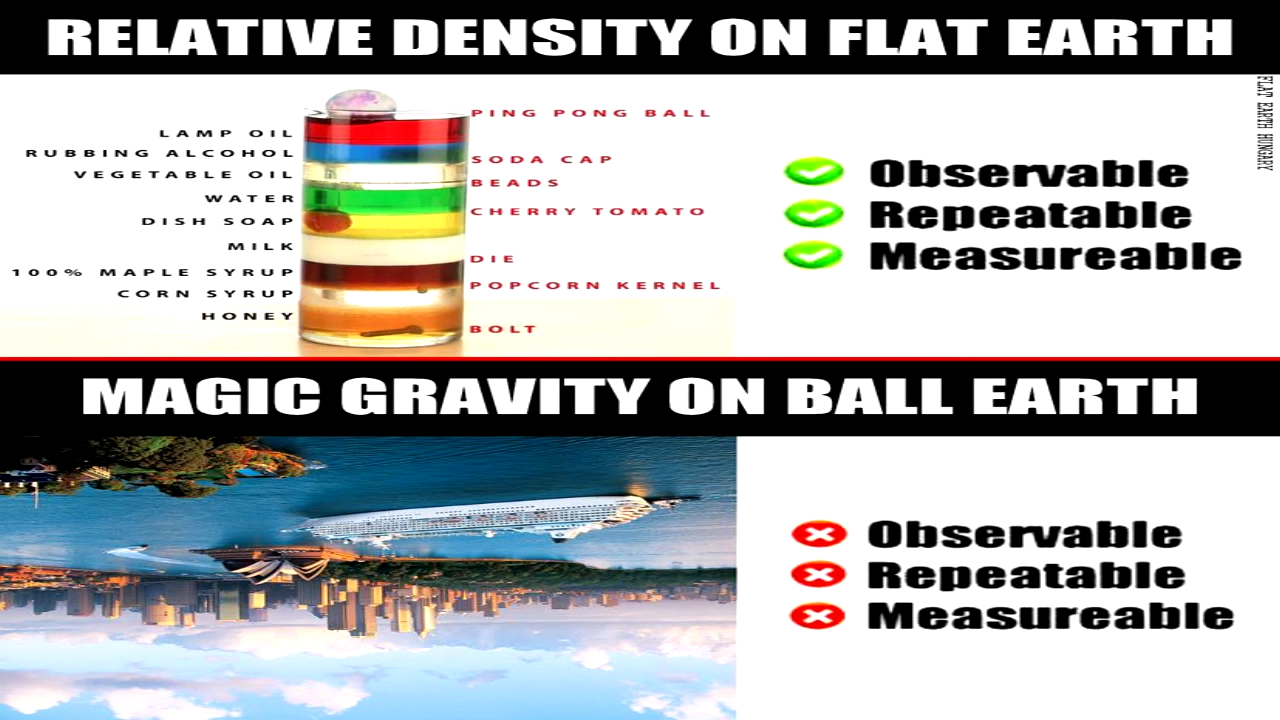 RELATIVE DENSITY ON FLAT EARTH
FLAT EARTH HUNGARY
LAMP OIL
RUBBING ALCOHOL
VEGETABLE OIL
WATER
DISH SOAP
MILK
100% MAPLE SYRUP
CORN SYRUP
HONEY
PING PONG BALL
SODA CAP
BEADS
CHERRY TOMATO
DIE
POPCORN KERNEL
BOLT
Observable
Repeatable
Measureable
MAGIC GRAVITY ON BALL EARTH
Observable
Repeatable
Measureable